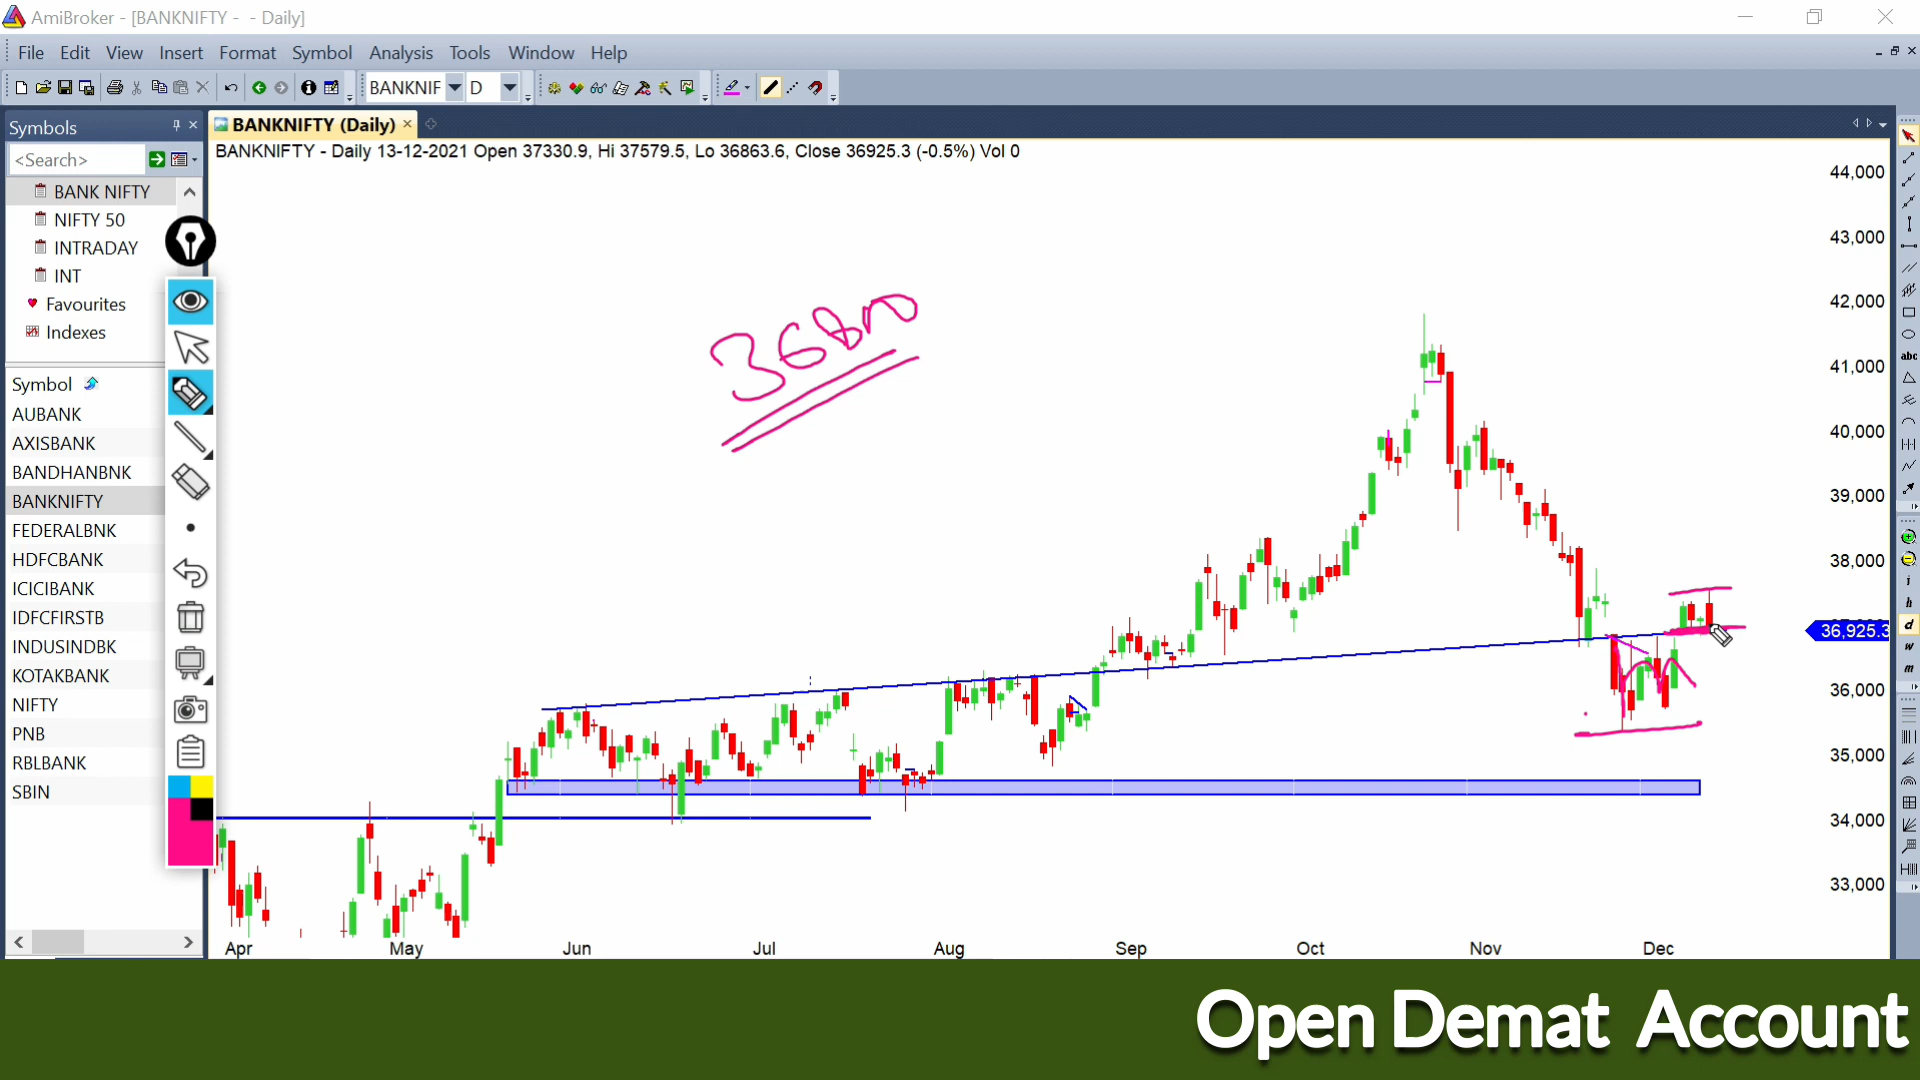 AmiBroker - [BANKNIFTY - - Daily]
File Edit View Insert Format Symbol Analysis Tools Window Help
BANKNIF D
Symbols
BANKNIFTY (Daily)
<Search>
BANKNIFTY - Daily 13-12-2021 Open 37330.9, Hi 37579.5, Lo 36863.6, Close 36925.3 (-0.5%) Vol 0
BANK NIFTY
NIFTY 50
INTRADAY
INT
Favourites
Indexes
Symbol
AUBANK
AXISBANK
BANDHANBNK
BANKNIFTY
FEDERALBNK
HDFCBANK
ICICIBANK
IDFCFIRSTB
INDUSINDBK
KOTAKBANK
NIFTY
PNB
RBLBANK
SBIN
36800
44,000
43,000
42,000
41,000
40,000
39,000
38,000
36,925.3
36,000
35,000
34,000
33,000
Apr May Jun Jul Aug Sep Oct Nov Dec
abc
i
h
d
w
m
Open Demat Account